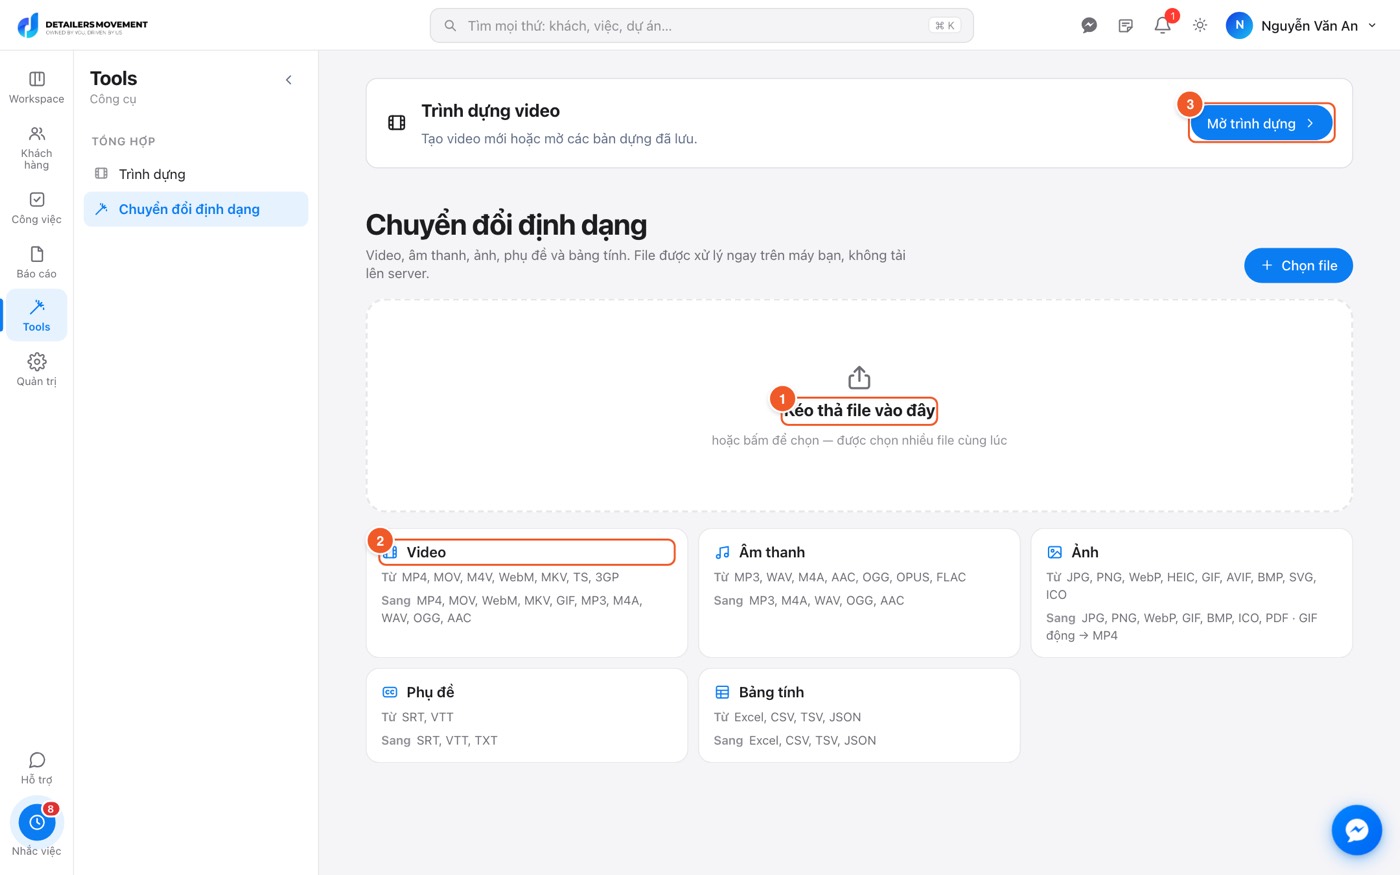 DETAILERS MOVEMENT
OWNED BY YOU, DRIVEN BY US
Tìm mọi thứ: khách, việc, dự án...
⌘ K
1
N
Nguyễn Văn An
Workspace
Khách
hàng
Công việc
Báo cáo
Tools
Quản trị
Hỗ trợ
8
Nhắc việc
Tools
Công cụ
TỔNG HỢP
Trình dựng
Chuyển đổi định dạng
Trình dựng video
Tạo video mới hoặc mở các bản dựng đã lưu.
3
Mở trình dựng
Chuyển đổi định dạng
Video, âm thanh, ảnh, phụ đề và bảng tính. File được xử lý ngay trên máy bạn, không tải
lên server.
+ Chọn file
1
Kéo thả file vào đây
hoặc bấm để chọn — được chọn nhiều file cùng lúc
2
Video
Từ MP4, MOV, M4V, WebM, MKV, TS, 3GP
Sang MP4, MOV, WebM, MKV, GIF, MP3, M4A,
WAV, OGG, AAC
Âm thanh
Từ MP3, WAV, M4A, AAC, OGG, OPUS, FLAC
Sang MP3, M4A, WAV, OGG, AAC
Ảnh
Từ JPG, PNG, WebP, HEIC, GIF, AVIF, BMP, SVG,
ICO
Sang JPG, PNG, WebP, GIF, BMP, ICO, PDF · GIF
động → MP4
Phụ đề
Từ SRT, VTT
Sang SRT, VTT, TXT
Bảng tính
Từ Excel, CSV, TSV, JSON
Sang Excel, CSV, TSV, JSON